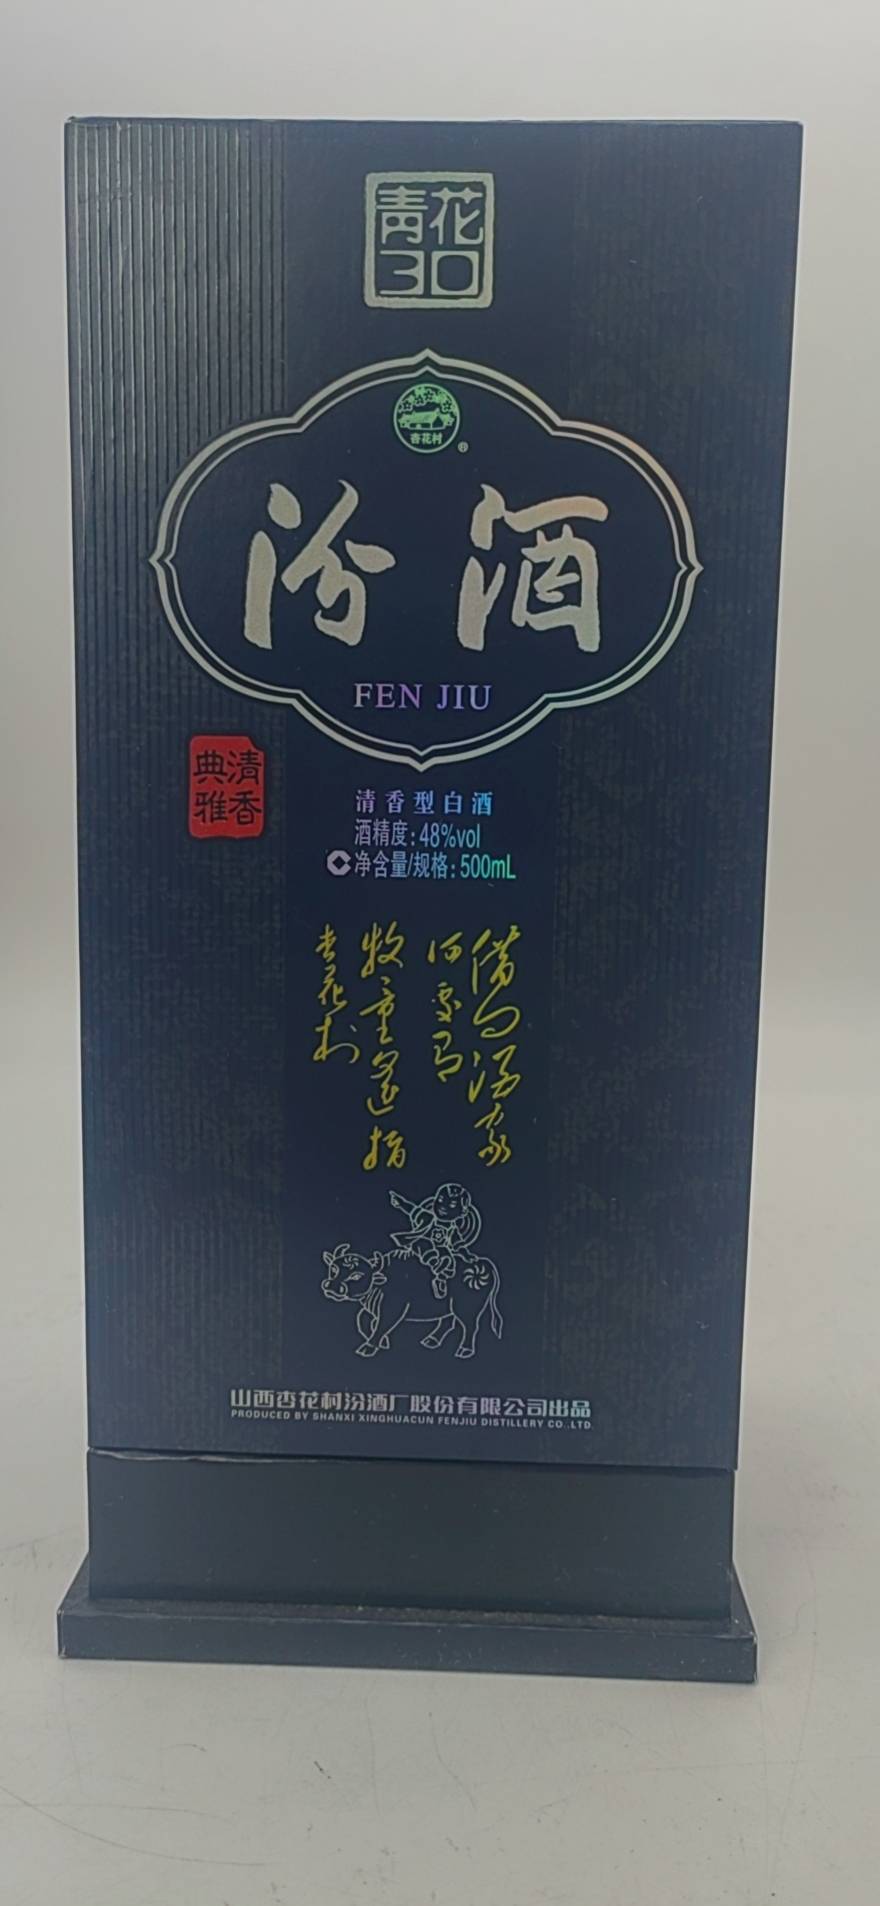 青花
30
杏花村
®
汾酒
FEN JIU
清香
典雅
清香型白酒
酒精度:48%vol
净含量/规格:500mL
借问酒家
何处有
牧童遥指
杏花村
山西杏花村汾酒厂股份有限公司出品
PRODUCED BY SHANXI XINGHUACUN FENJIU DISTILLERY CO.,LTD.